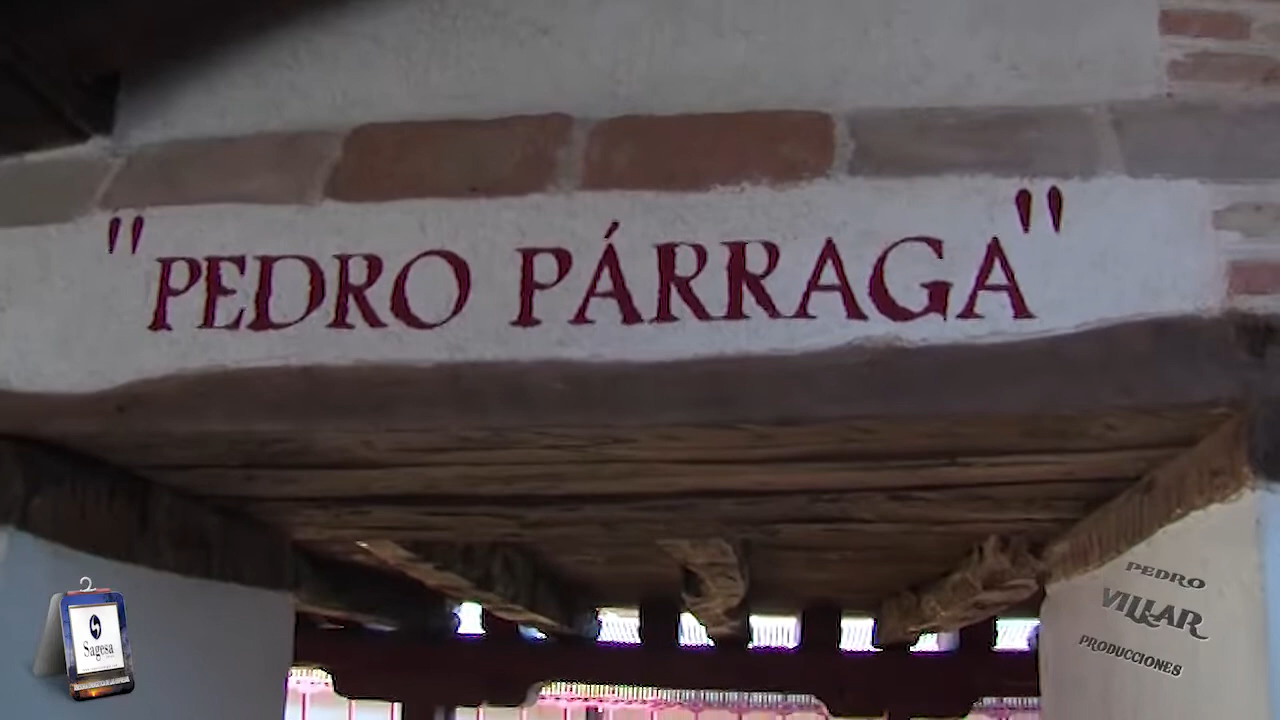 "PEDRO PÁRRAGA"
Sagesa
PEDRO
VILLAR
PRODUCCIONES